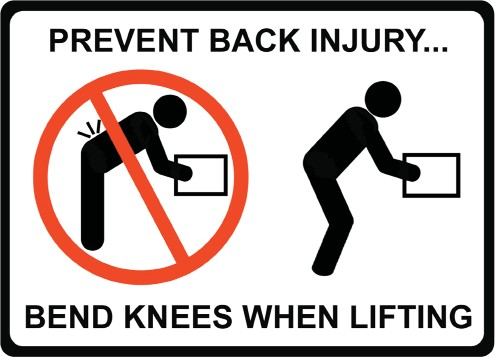 PREVENT BACK INJURY...
BEND KNEES WHEN LIFTING